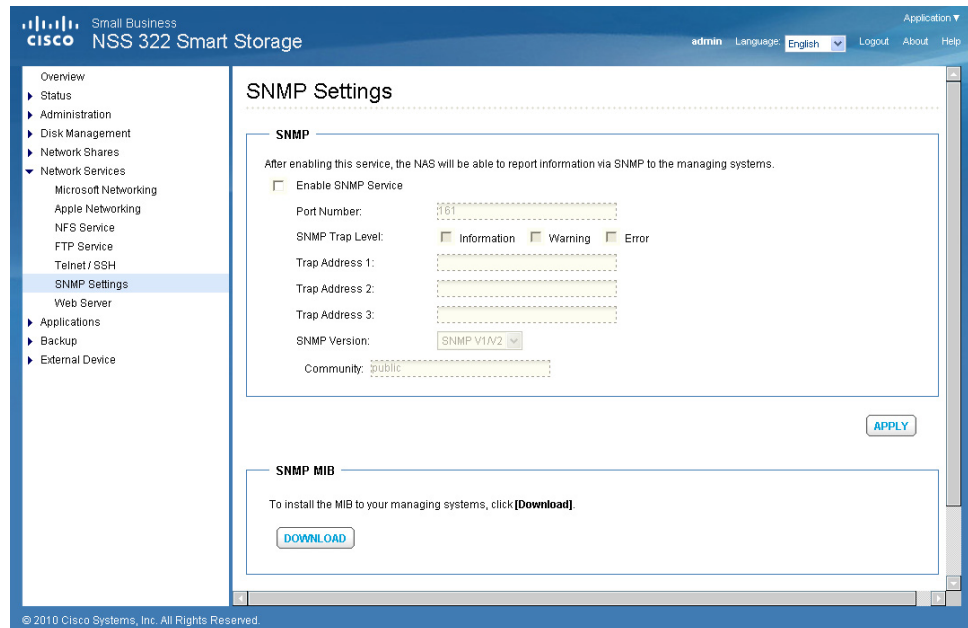 Small Business
CISCO NSS 322 Smart Storage
Application
admin Language: English Logout About Help
Overview
Status
Administration
Disk Management
Network Shares
Network Services
Microsoft Networking
Apple Networking
NFS Service
FTP Service
Telnet / SSH
SNMP Settings
Web Server
Applications
Backup
External Device
SNMP Settings
SNMP
After enabling this service, the NAS will be able to report information via SNMP to the managing systems.
Enable SNMP Service
Port Number: 161
SNMP Trap Level: Information Warning Error
Trap Address 1:
Trap Address 2:
Trap Address 3:
SNMP Version: SNMP V1/V2
Community: public
APPLY
SNMP MIB
To install the MIB to your managing systems, click [Download].
DOWNLOAD
© 2010 Cisco Systems, Inc. All Rights Reserved.